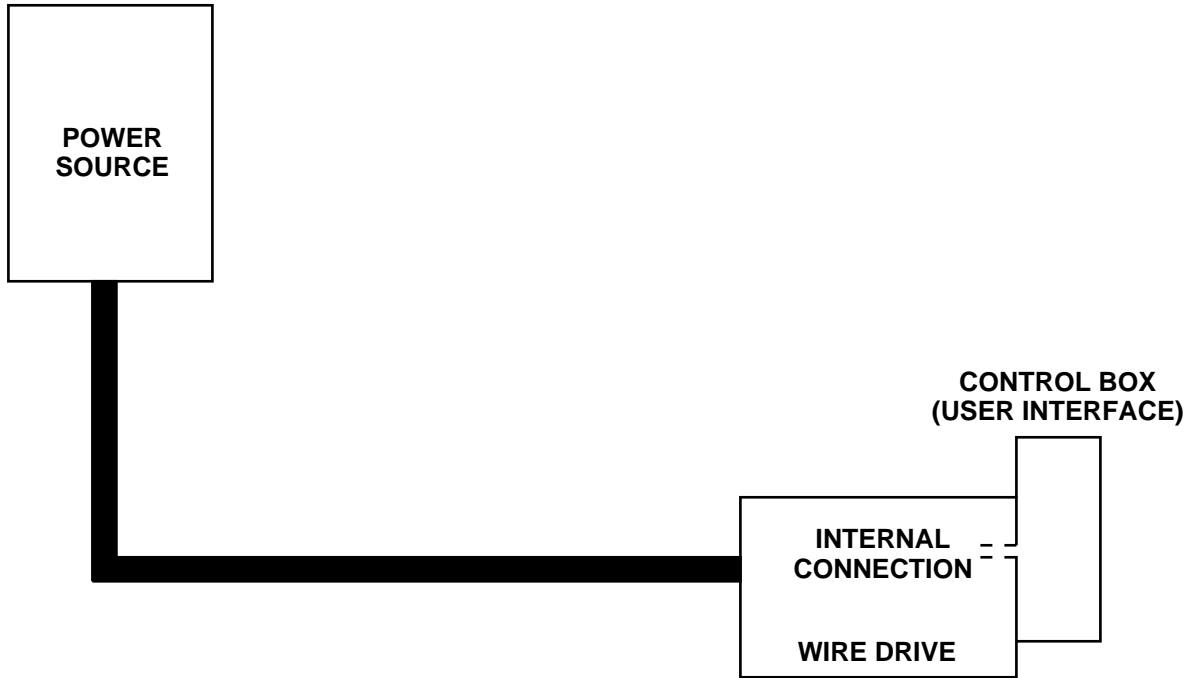 POWER
SOURCE
CONTROL BOX
(USER INTERFACE)
INTERNAL
CONNECTION
WIRE DRIVE